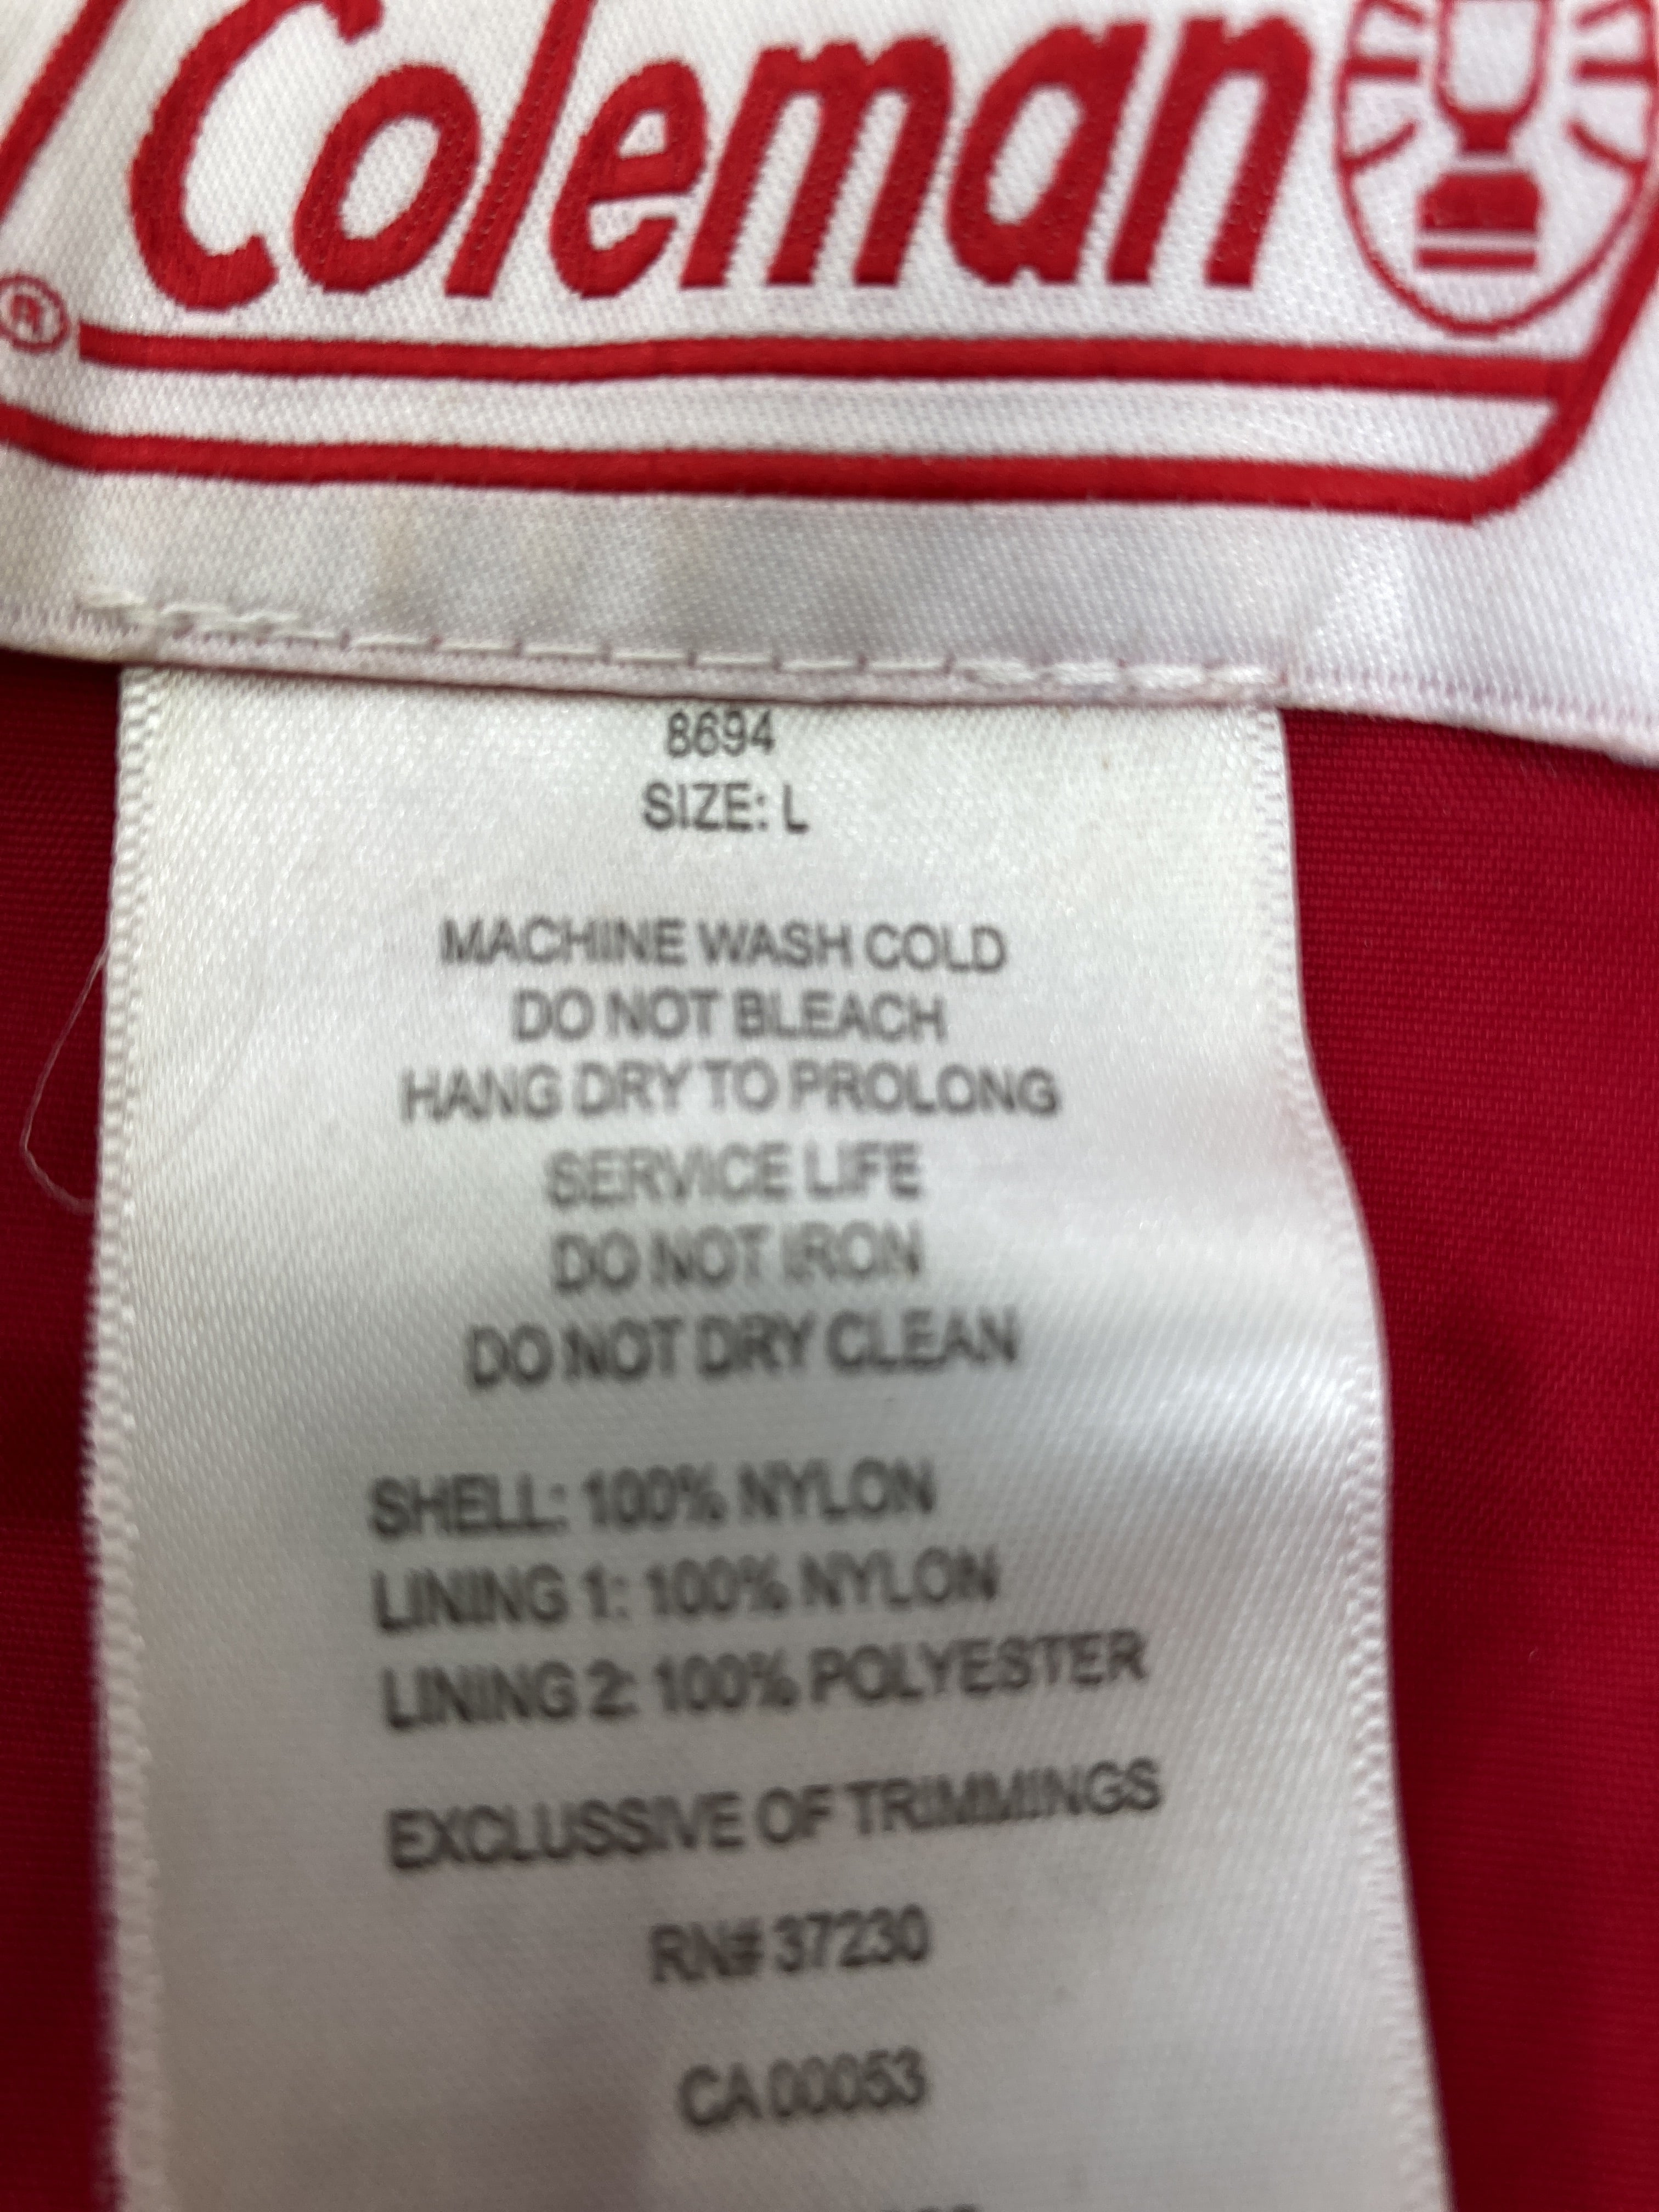 Coleman
®
8694
SIZE: L
MACHINE WASH COLD
DO NOT BLEACH
HANG DRY TO PROLONG
SERVICE LIFE
DO NOT IRON
DO NOT DRY CLEAN
SHELL: 100% NYLON
LINING 1: 100% NYLON
LINING 2: 100% POLYESTER
EXCLUSSIVE OF TRIMMINGS
RN# 37230
CA 00053